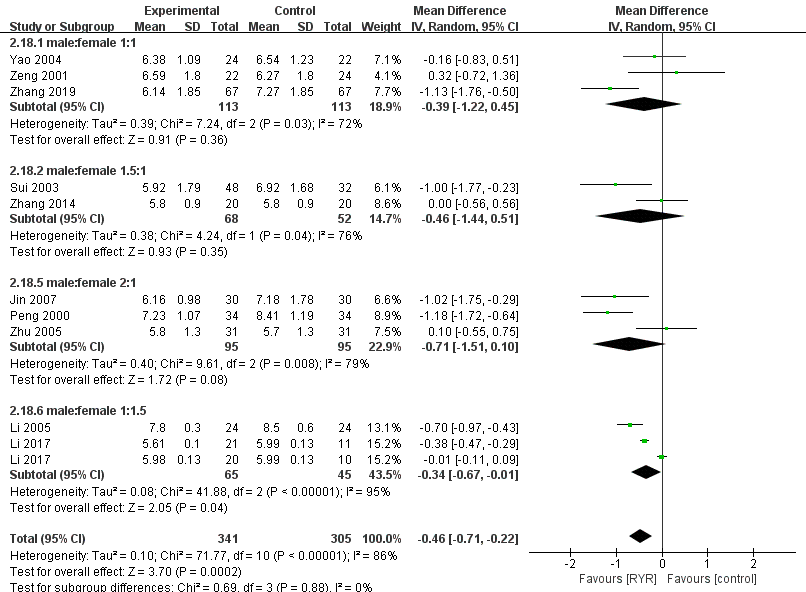 Experimental Control Mean Difference Mean Difference
Study or Subgroup Mean SD Total Mean SD Total Weight IV, Random, 95% CI IV, Random, 95% CI
2.18.1 male:female 1:1
Yao 2004 6.38 1.09 24 6.54 1.23 22 7.1% -0.16 [-0.83, 0.51]
Zeng 2001 6.59 1.8 22 6.27 1.8 24 4.1% 0.32 [-0.72, 1.36]
Zhang 2019 6.14 1.85 67 7.27 1.85 67 7.7% -1.13 [-1.76, -0.50]
Subtotal (95% CI) 113 113 18.9% -0.39 [-1.22, 0.45]
Heterogeneity: Tau² = 0.39; Chi² = 7.24, df = 2 (P = 0.03); I² = 72%
Test for overall effect: Z = 0.91 (P = 0.36)
2.18.2 male:female 1.5:1
Sui 2003 5.92 1.79 48 6.92 1.68 32 6.1% -1.00 [-1.77, -0.23]
Zhang 2014 5.8 0.9 20 5.8 0.9 20 8.6% 0.00 [-0.56, 0.56]
Subtotal (95% CI) 68 52 14.7% -0.46 [-1.44, 0.51]
Heterogeneity: Tau² = 0.38; Chi² = 4.24, df = 1 (P = 0.04); I² = 76%
Test for overall effect: Z = 0.93 (P = 0.35)
2.18.5 male:female 2:1
Jin 2007 6.16 0.98 30 7.18 1.78 30 6.6% -1.02 [-1.75, -0.29]
Peng 2000 7.23 1.07 34 8.41 1.19 34 8.9% -1.18 [-1.72, -0.64]
Zhu 2005 5.8 1.3 31 5.7 1.3 31 7.5% 0.10 [-0.55, 0.75]
Subtotal (95% CI) 95 95 22.9% -0.71 [-1.51, 0.10]
Heterogeneity: Tau² = 0.40; Chi² = 9.61, df = 2 (P = 0.008); I² = 79%
Test for overall effect: Z = 1.72 (P = 0.08)
2.18.6 male:female 1:1.5
Li 2005 7.8 0.3 24 8.5 0.6 24 13.1% -0.70 [-0.97, -0.43]
Li 2017 5.61 0.1 21 5.99 0.13 11 15.2% -0.38 [-0.47, -0.29]
Li 2017 5.98 0.13 20 5.99 0.13 10 15.2% -0.01 [-0.11, 0.09]
Subtotal (95% CI) 65 45 43.5% -0.34 [-0.67, -0.01]
Heterogeneity: Tau² = 0.08; Chi² = 41.88, df = 2 (P < 0.00001); I² = 95%
Test for overall effect: Z = 2.05 (P = 0.04)
Total (95% CI) 341 305 100.0% -0.46 [-0.71, -0.22]
Heterogeneity: Tau² = 0.10; Chi² = 71.77, df = 10 (P < 0.00001); I² = 86%
Test for overall effect: Z = 3.70 (P = 0.0002)
Test for subgroup differences: Chi² = 0.69, df = 3 (P = 0.88), I² = 0%
-2 -1 0 1 2
Favours [RYR] Favours [control]